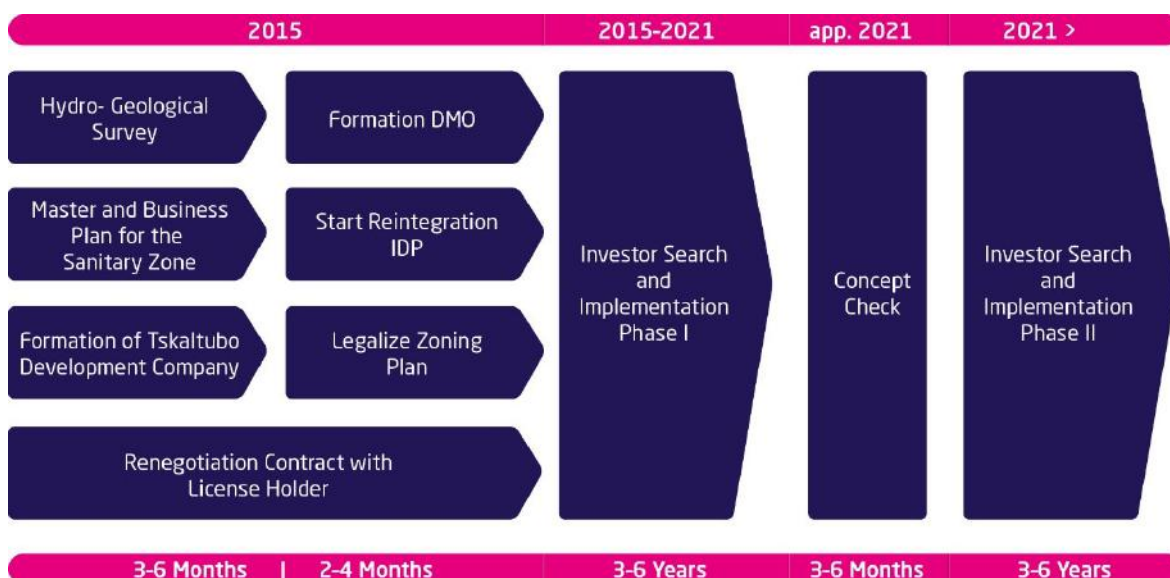 2015
2015-2021
app. 2021
2021 >
Hydro- Geological
Survey
Formation DMO
Master and Business
Plan for the
Sanitary Zone
Start Reintegration
IDP
Formation of Tskaltubo
Development Company
Legalize Zoning
Plan
Renegotiation Contract with
License Holder
Investor Search
and
Implementation
Phase I
Concept
Check
Investor Search
and
Implementation
Phase II
3-6 Months | 2-4 Months
3-6 Years
3-6 Months
3-6 Years